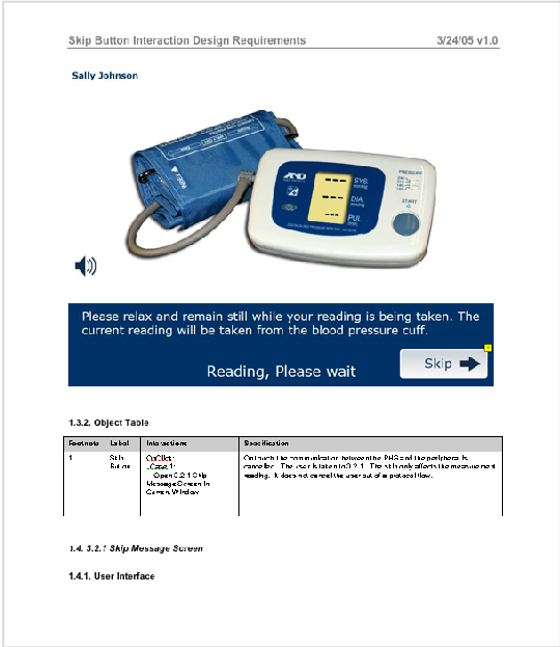 Skip Button Interaction Design Requirements 3/24/05 v1.0
Sally Johnson
AND
SYS.
DIA.
PUL
PRESSURE
START
Please relax and remain still while your reading is being taken. The
current reading will be taken from the blood pressure cuff.
Skip
Reading, Please wait
1.3.2. Object Table
Footnote Label Interactions Specification
1 Skip OnClick: On touch the communication between the PHS and the peripheral is
Button Case 1: cancelled. The user is taken to 3.2.1. The skip only affects the measurement
Open 3.2.1 Skip reading. It does not cancel the user out of a protocol flow.
Message Screen in
Current Window
1.4. 3.2.1 Skip Message Screen
1.4.1. User Interface